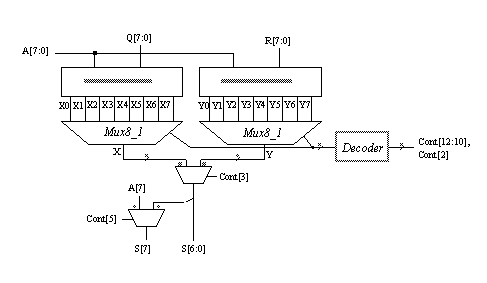 Q[7:0]
R[7:0]
A[7:0]
X0 X1 X2 X3 X4 X5 X6 X7
Y0 Y1 Y2 Y3 Y4 Y5 Y6 Y7
Mux8_1
Mux8_1
Decoder
Cont[12:10],
Cont[2]
X
Y
Cont[3]
A[7]
Cont[5]
S[7]
S[6:0]